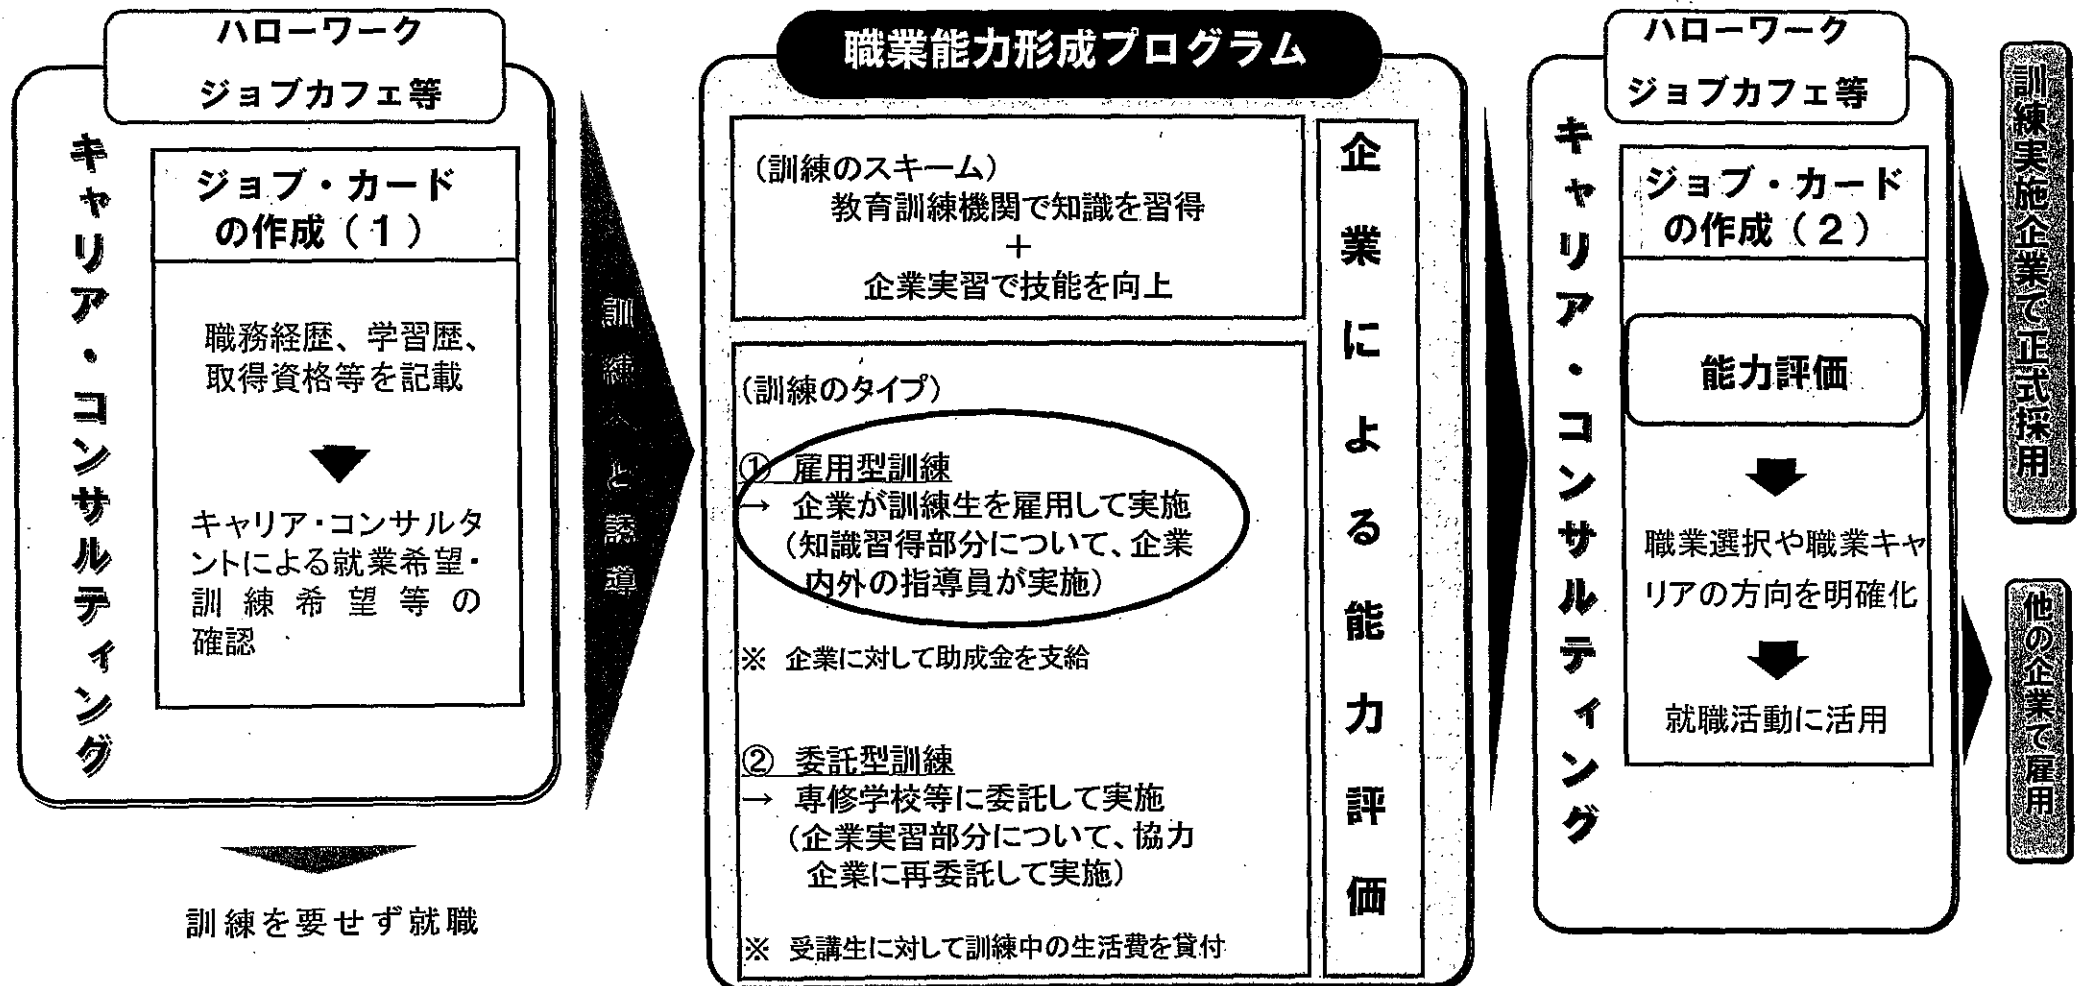 ハローワーク
ジョブカフェ等
キャリア・コンサルティング
ジョブ・カード
の作成（１）
職務経歴、学習歴、
取得資格等を記載
キャリア・コンサルタ
ントによる就業希望・
訓練希望等の
確認
訓練を要せず就職
訓練へと誘導
職業能力形成プログラム
（訓練のスキーム）
教育訓練機関で知識を習得
＋
企業実習で技能を向上
（訓練のタイプ）
① 雇用型訓練
→ 企業が訓練生を雇用して実施
（知識習得部分について、企業
内外の指導員が実施）
※ 企業に対して助成金を支給
② 委託型訓練
→ 専修学校等に委託して実施
（企業実習部分について、協力
企業に再委託して実施）
※ 受講生に対して訓練中の生活費を貸付
企業による能力評価
ハローワーク
ジョブカフェ等
キャリア・コンサルティング
ジョブ・カード
の作成（２）
能力評価
職業選択や職業キャ
リアの方向を明確化
就職活動に活用
訓練実施企業で正式採用
他の企業で雇用